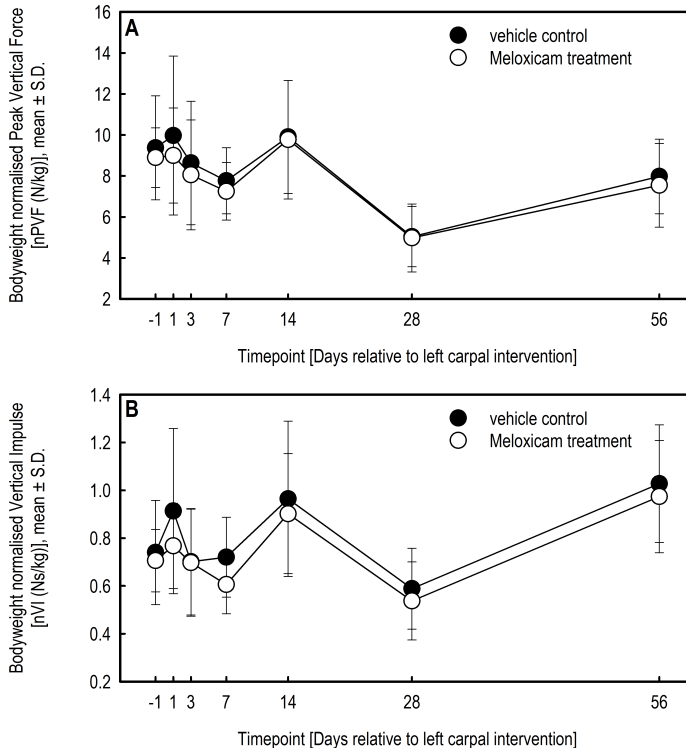 A
vehicle control
Meloxicam treatment
Bodyweight normalised Peak Vertical Force
[nPVF (N/kg)], mean ± S.D.
16
14
12
10
8
6
4
2
-1 1 3 7 14 28 56
Timepoint [Days relative to left carpal intervention]
B
vehicle control
Meloxicam treatment
Bodyweight normalised Vertical Impulse
[nVI (Ns/kg)], mean ± S.D.
1.4
1.2
1.0
0.8
0.6
0.4
0.2
-1 1 3 7 14 28 56
Timepoint [Days relative to left carpal intervention]